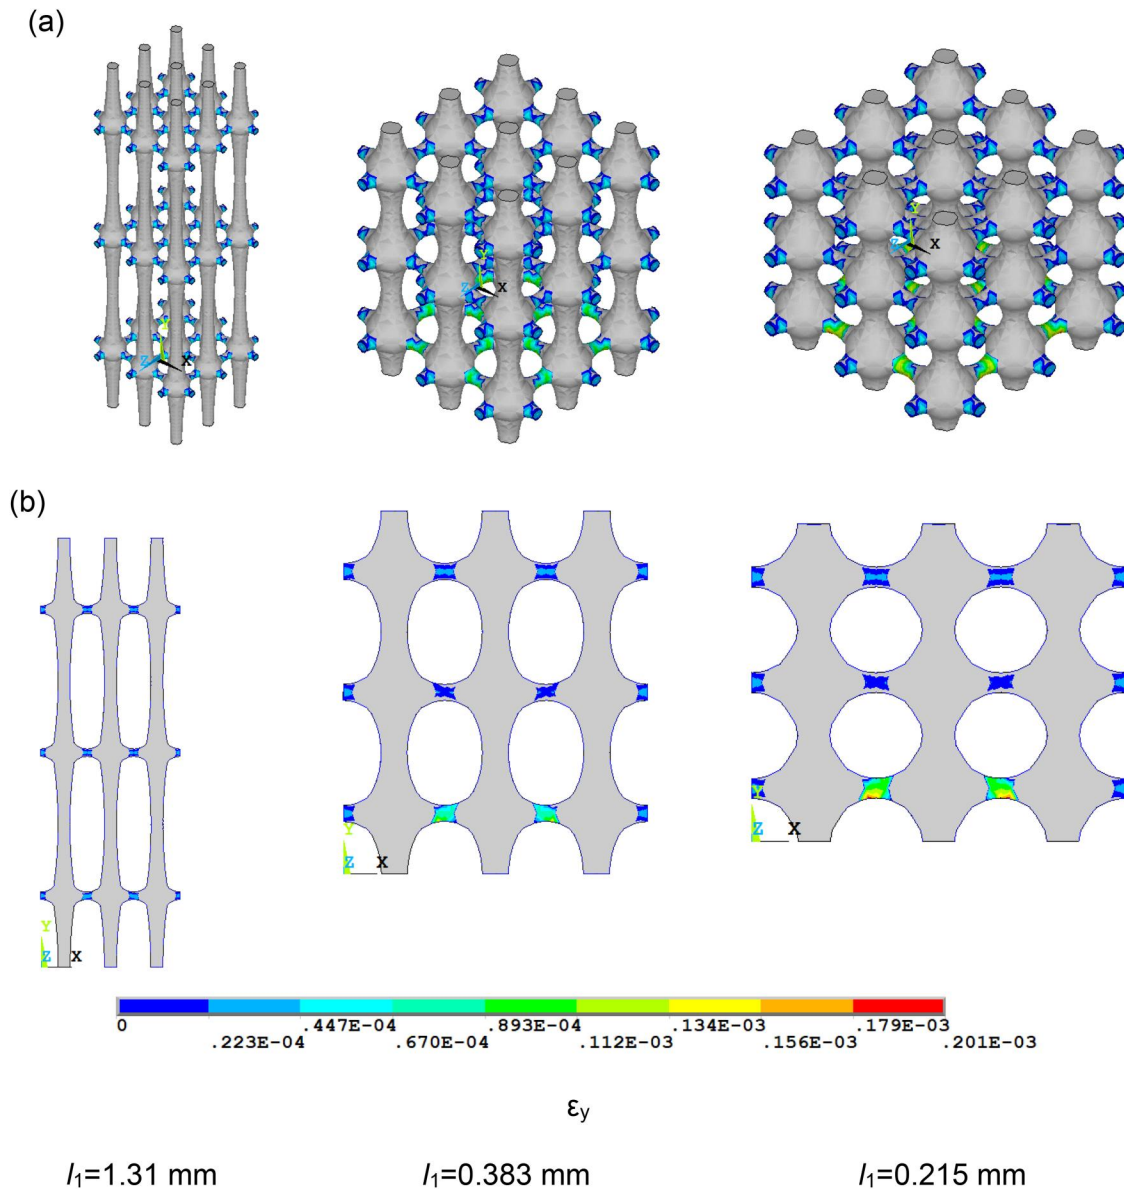 (a)
Y
Z
X
Y
Z
X
Y
Z
X
(b)
Y
Z
X
Y
Z
X
Y
Z
X
0 .447E-04 .893E-04 .134E-03 .179E-03
.223E-04 .670E-04 .112E-03 .156E-03 .201E-03
εy
l1=1.31 mm l1=0.383 mm l1=0.215 mm